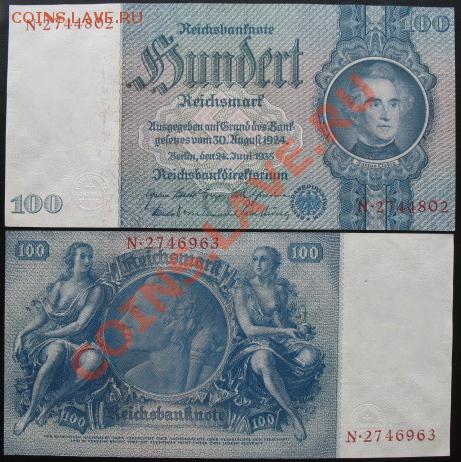 COINS.LAVE.RU
N·2744802
Reichsbanknote
100
Hundert
Reichsmark
Ausgegeben auf Grund des Bank-
gesetzes vom 30. August 1924.
Berlin, den 24. Juni 1935
Reichsbankdirektorium
100
N·2744802
COINS.LAVE.RU
N·2746963
100
Reichsmark
100
100
Reichsbanknote
100
N·2746963